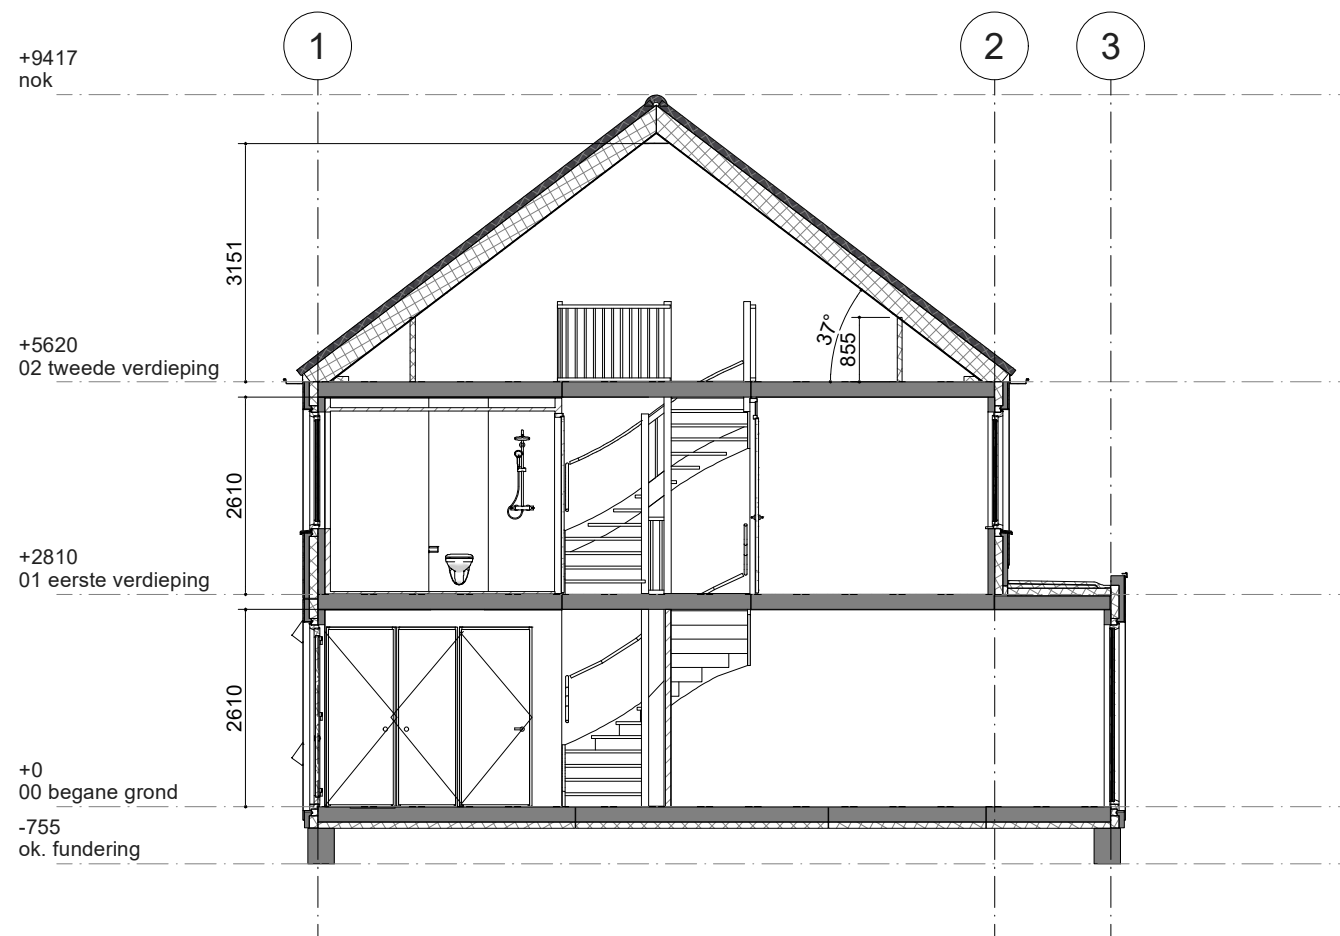 1
2
3
+9417
nok
3151
37°
855
+5620
02 tweede verdieping
2610
+2810
01 eerste verdieping
2610
+0
00 begane grond
-755
ok. fundering